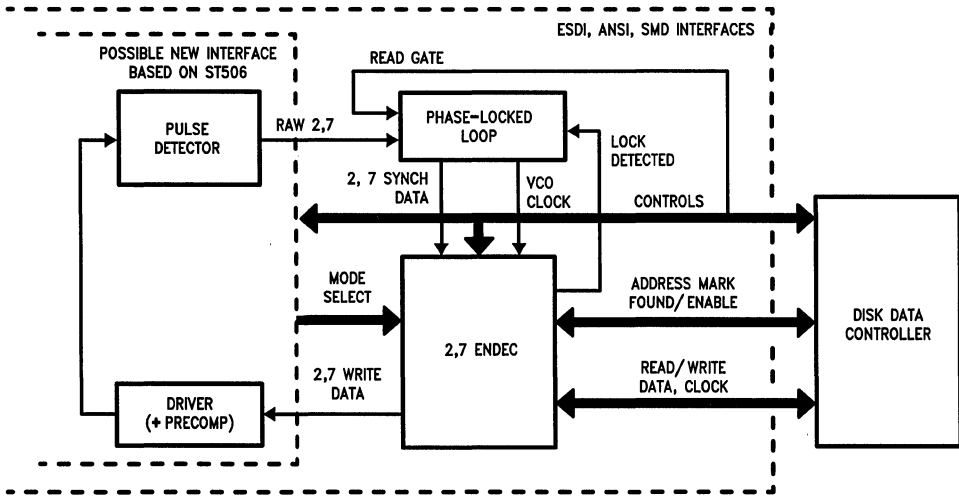 ESDI, ANSI, SMD INTERFACES
POSSIBLE NEW INTERFACE
BASED ON ST506
READ GATE
PULSE
DETECTOR
RAW 2,7
PHASE-LOCKED
LOOP
LOCK
DETECTED
2, 7 SYNCH
DATA
VCO
CLOCK
CONTROLS
MODE
SELECT
2,7 ENDEC
ADDRESS MARK
FOUND/ENABLE
DISK DATA
CONTROLLER
2,7 WRITE
DATA
READ/WRITE
DATA, CLOCK
DRIVER
(+ PRECOMP)